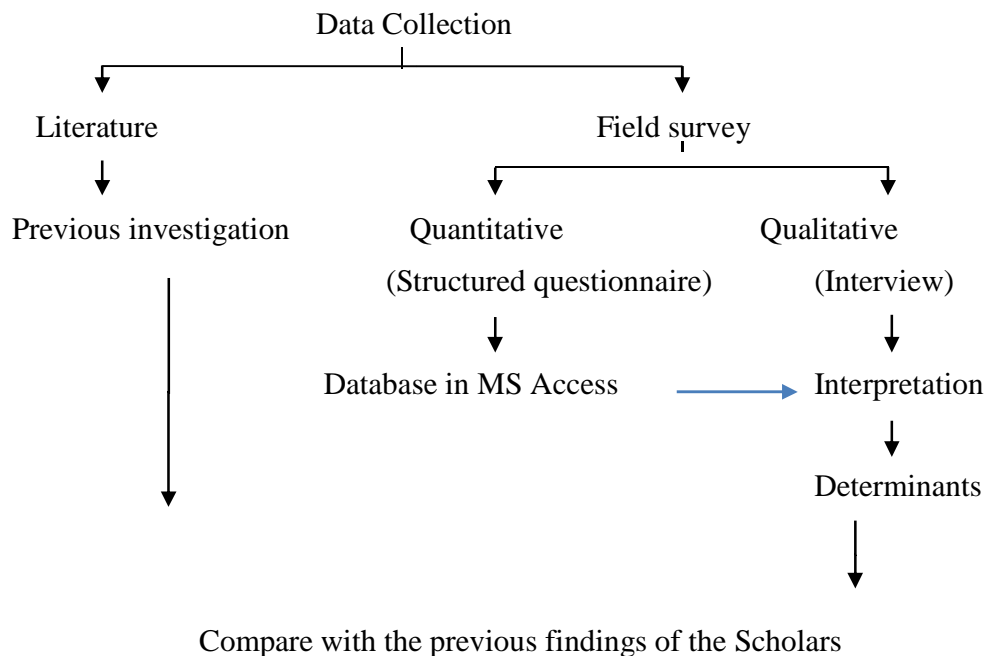 Data Collection
Literature
Field survey
Previous investigation
Quantitative
Qualitative
(Structured questionnaire)
(Interview)
Database in MS Access
Interpretation
Determinants
Compare with the previous findings of the Scholars